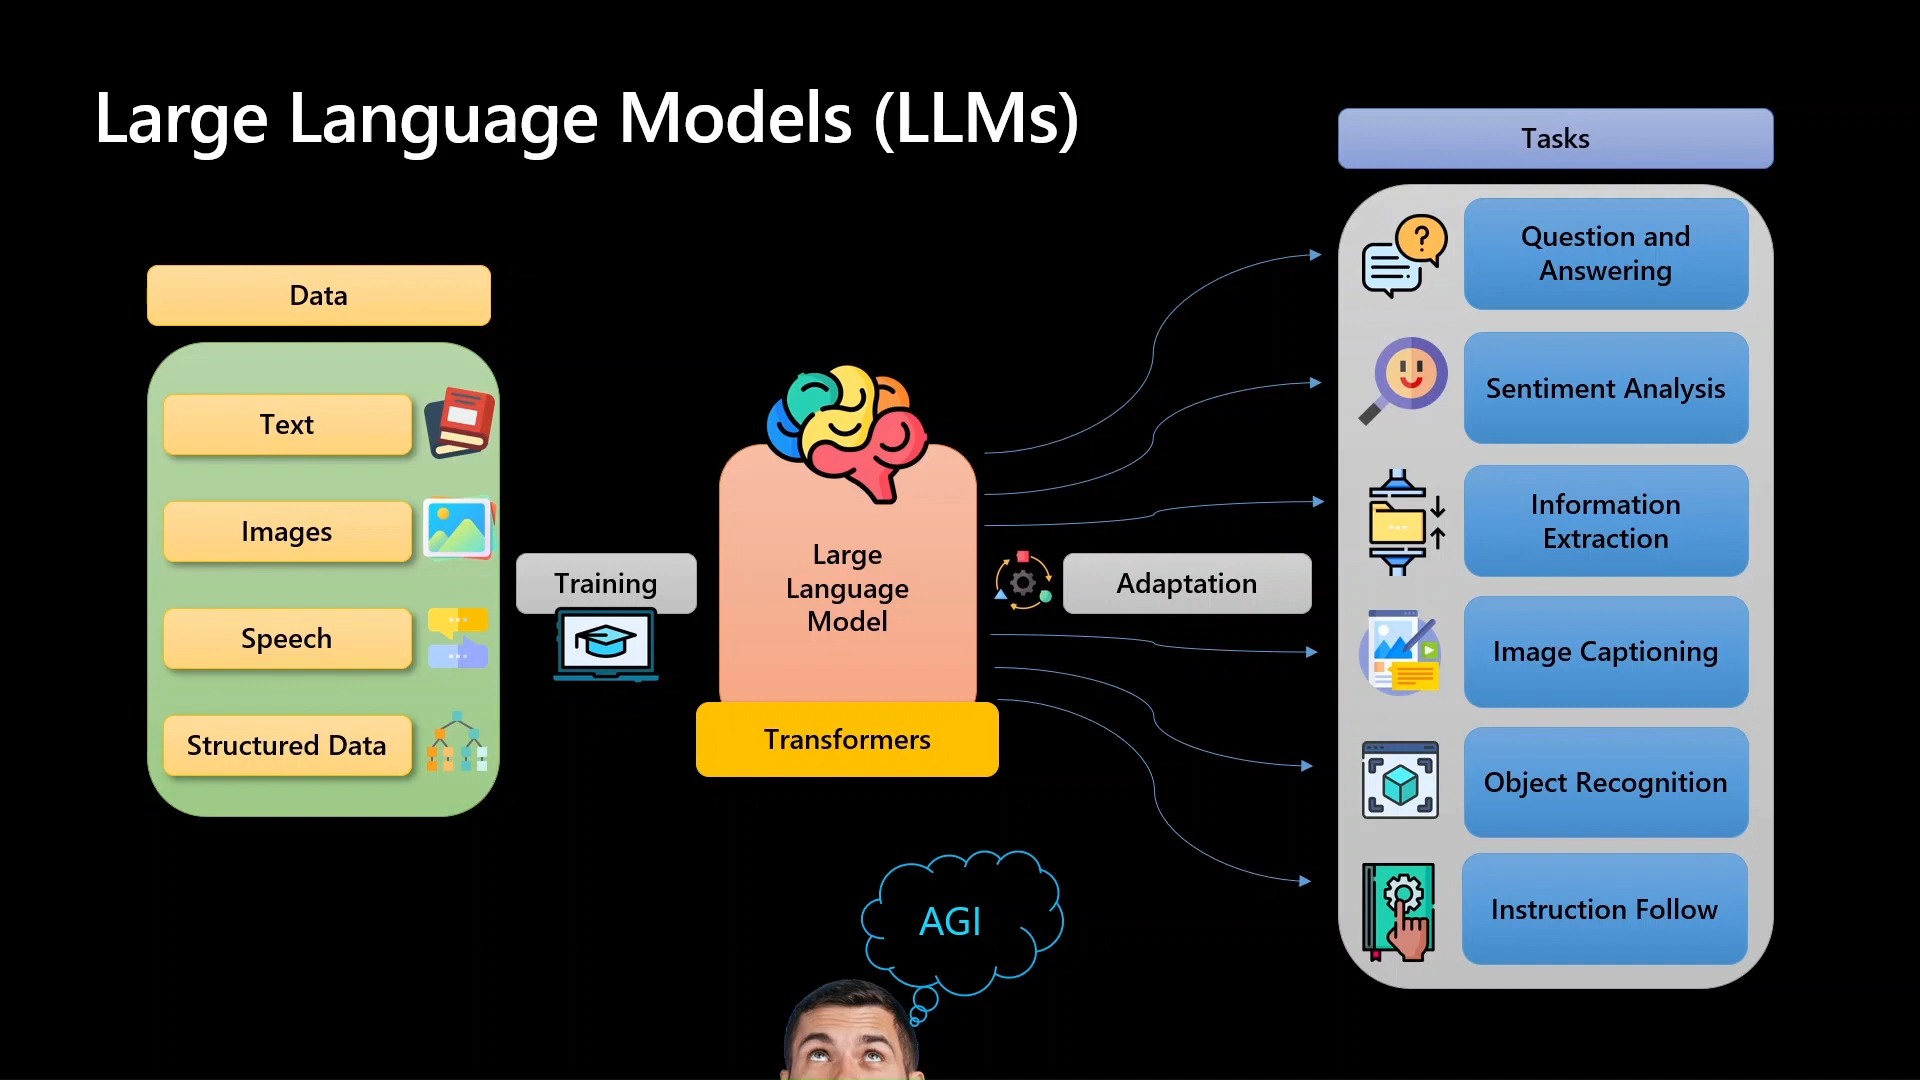 Large Language Models (LLMs)
Data
Text
Images
Speech
Structured Data
Training
Large
Language
Model
Transformers
Adaptation
AGI
Tasks
?
Question and
Answering
Sentiment Analysis
Information
Extraction
Image Captioning
Object Recognition
Instruction Follow